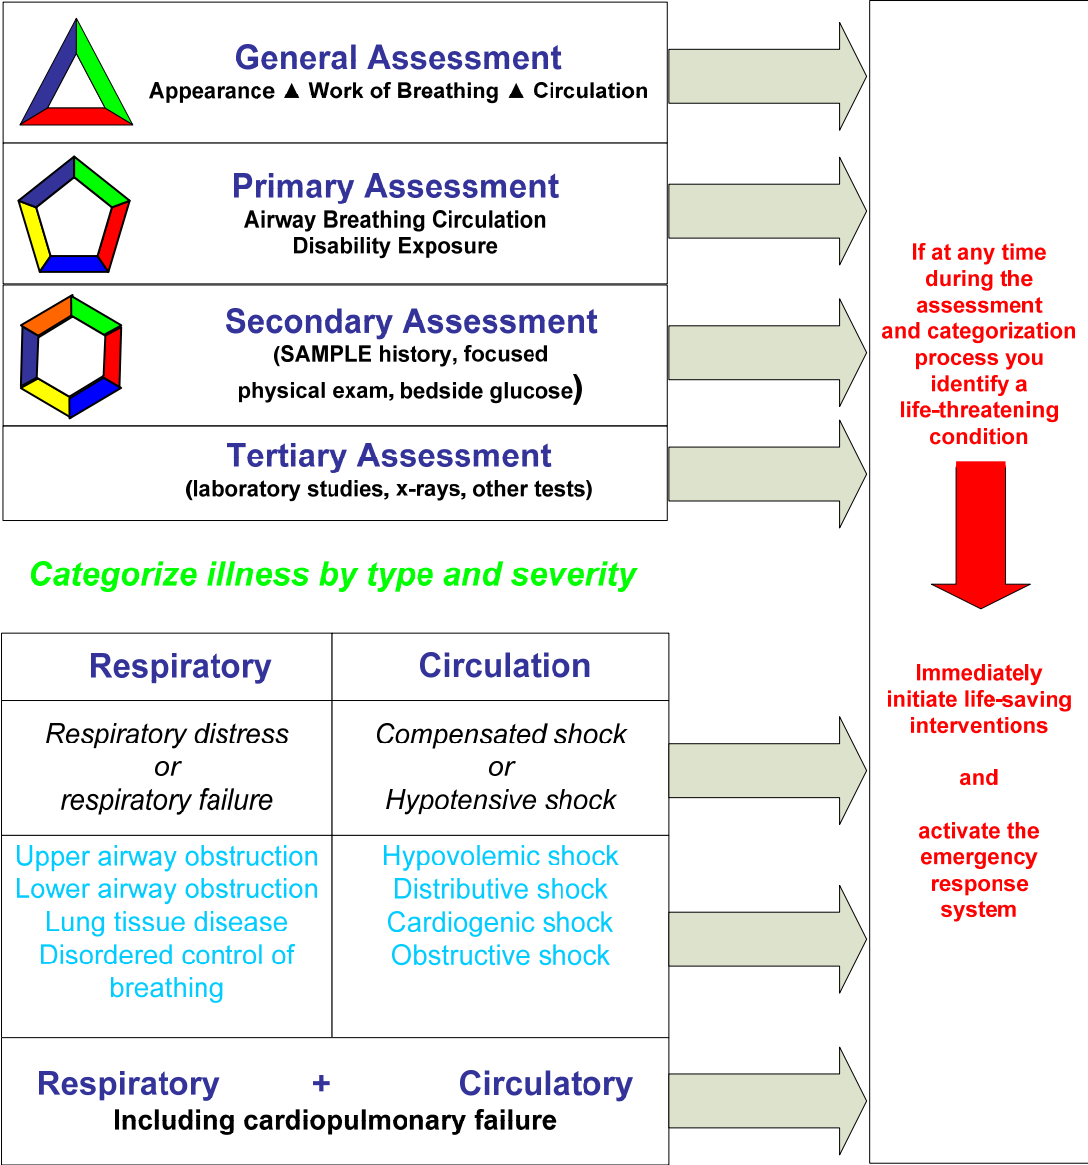 General Assessment
Appearance ▲ Work of Breathing ▲ Circulation
Primary Assessment
Airway Breathing Circulation
Disability Exposure
Secondary Assessment
(SAMPLE history, focused
physical exam, bedside glucose)
Tertiary Assessment
(laboratory studies, x-rays, other tests)
Categorize illness by type and severity
Respiratory
Circulation
Respiratory distress
or
respiratory failure
Compensated shock
or
Hypotensive shock
Upper airway obstruction
Lower airway obstruction
Lung tissue disease
Disordered control of
breathing
Hypovolemic shock
Distributive shock
Cardiogenic shock
Obstructive shock
Respiratory + Circulatory
Including cardiopulmonary failure
If at any time
during the
assessment
and categorization
process you
identify a
life-threatening
condition
Immediately
initiate life-saving
interventions
and
activate the
emergency
response
system